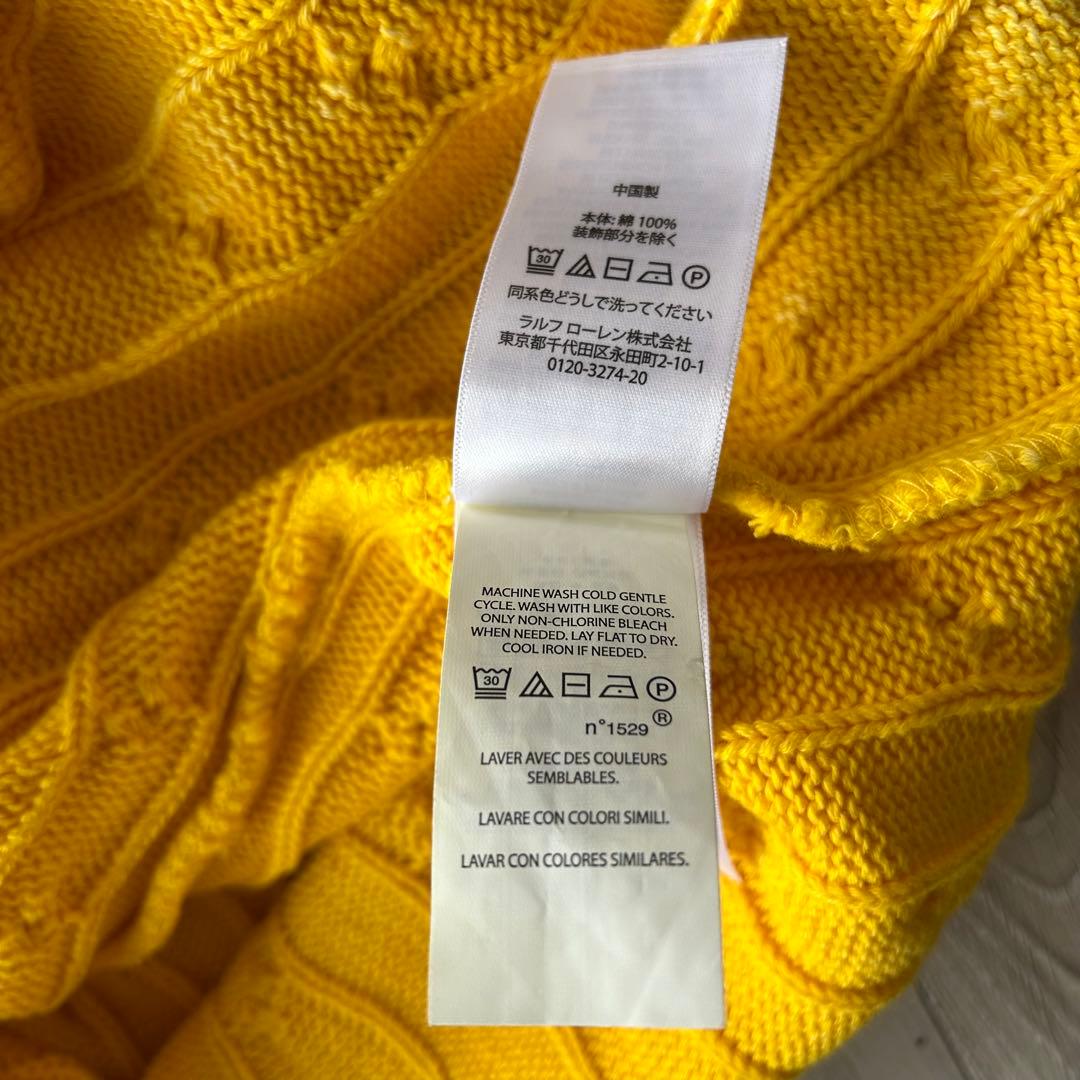 中国製
本体: 綿 100%
装飾部分を除く
30 P
同系色どうしで洗ってください
ラルフ ローレン株式会社
東京都千代田区永田町2-10-1
0120-3274-20
MACHINE WASH COLD GENTLE
CYCLE. WASH WITH LIKE COLORS.
ONLY NON-CHLORINE BLEACH
WHEN NEEDED. LAY FLAT TO DRY.
COOL IRON IF NEEDED.
30 P
n°1529 ®
LAVER AVEC DES COULEURS
SEMBLABLES.
LAVARE CON COLORI SIMILI.
LAVAR CON COLORES SIMILARES.